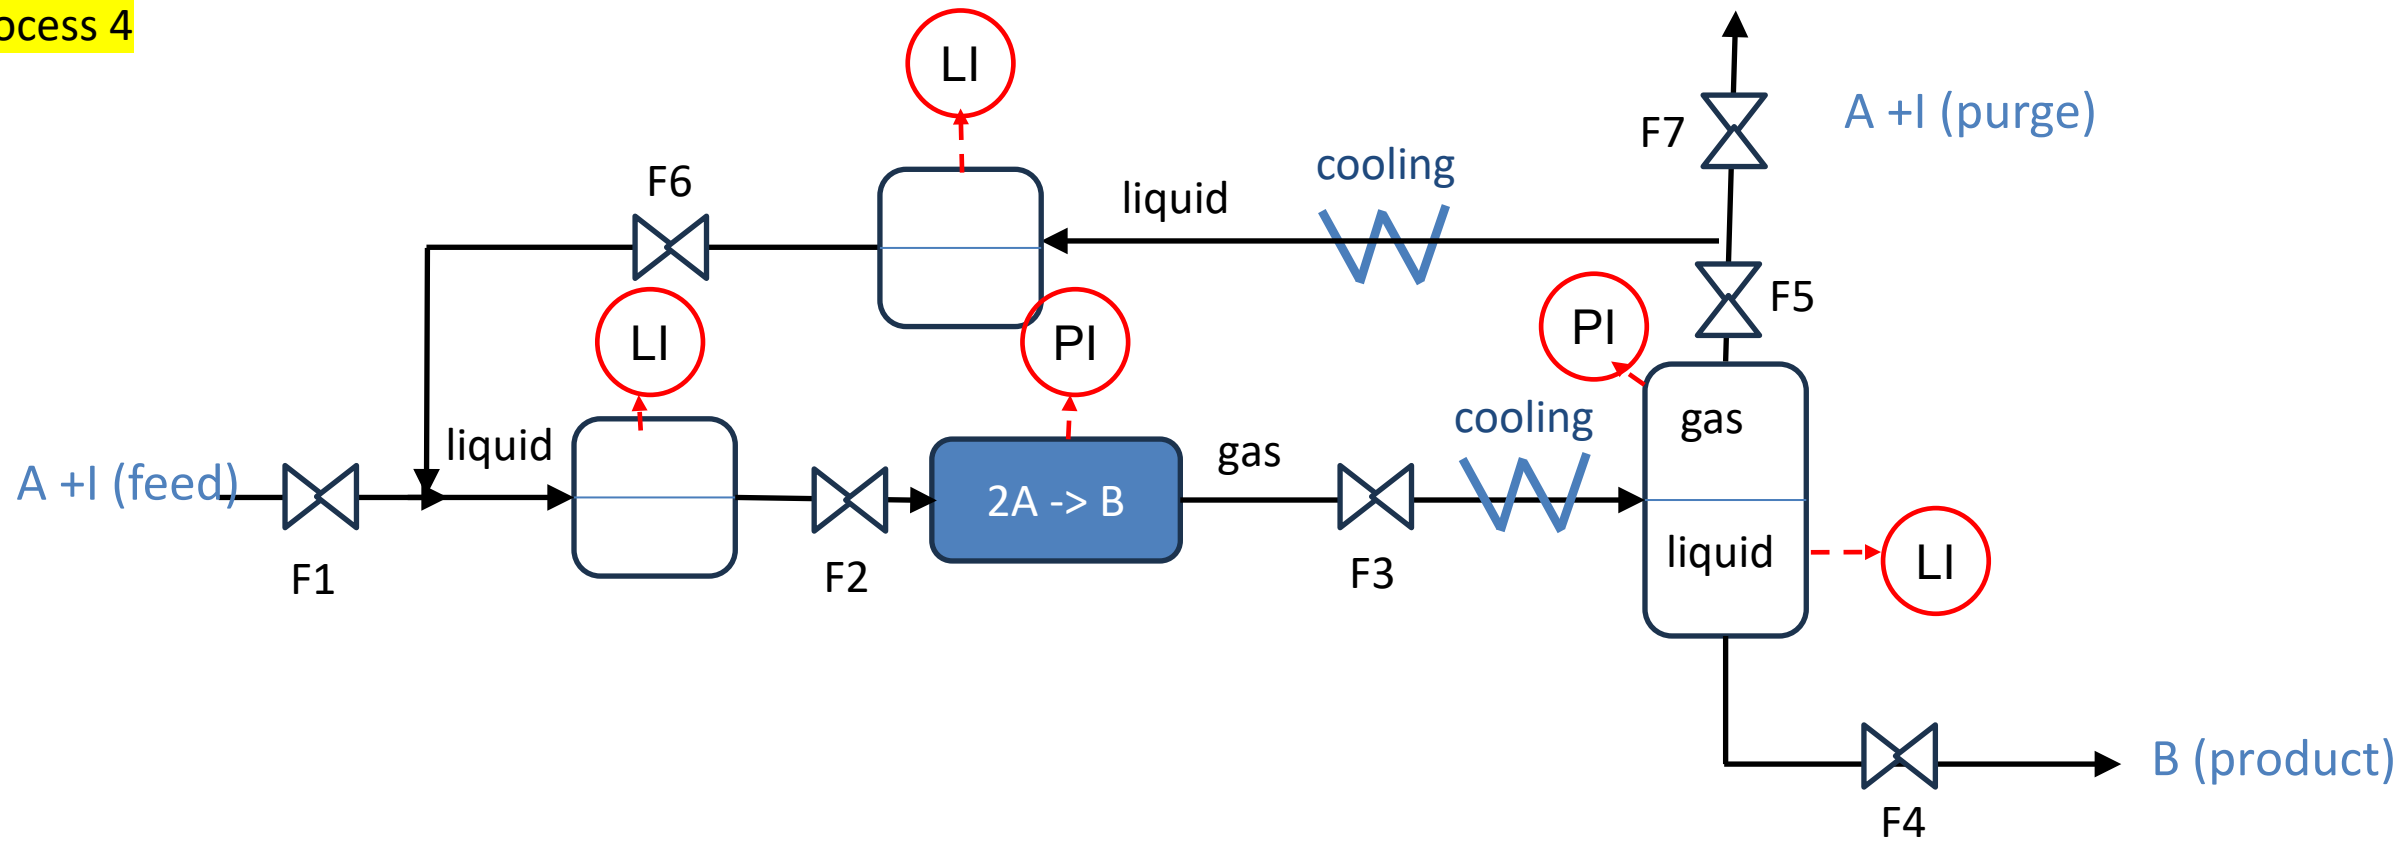 ocess 4
LI
A +I (purge)
F7
cooling
F6
liquid
F5
PI
LI
PI
gas
cooling
liquid
gas
A +I (feed)
2A -> B
liquid
LI
F1
F2
F3
B (product)
F4